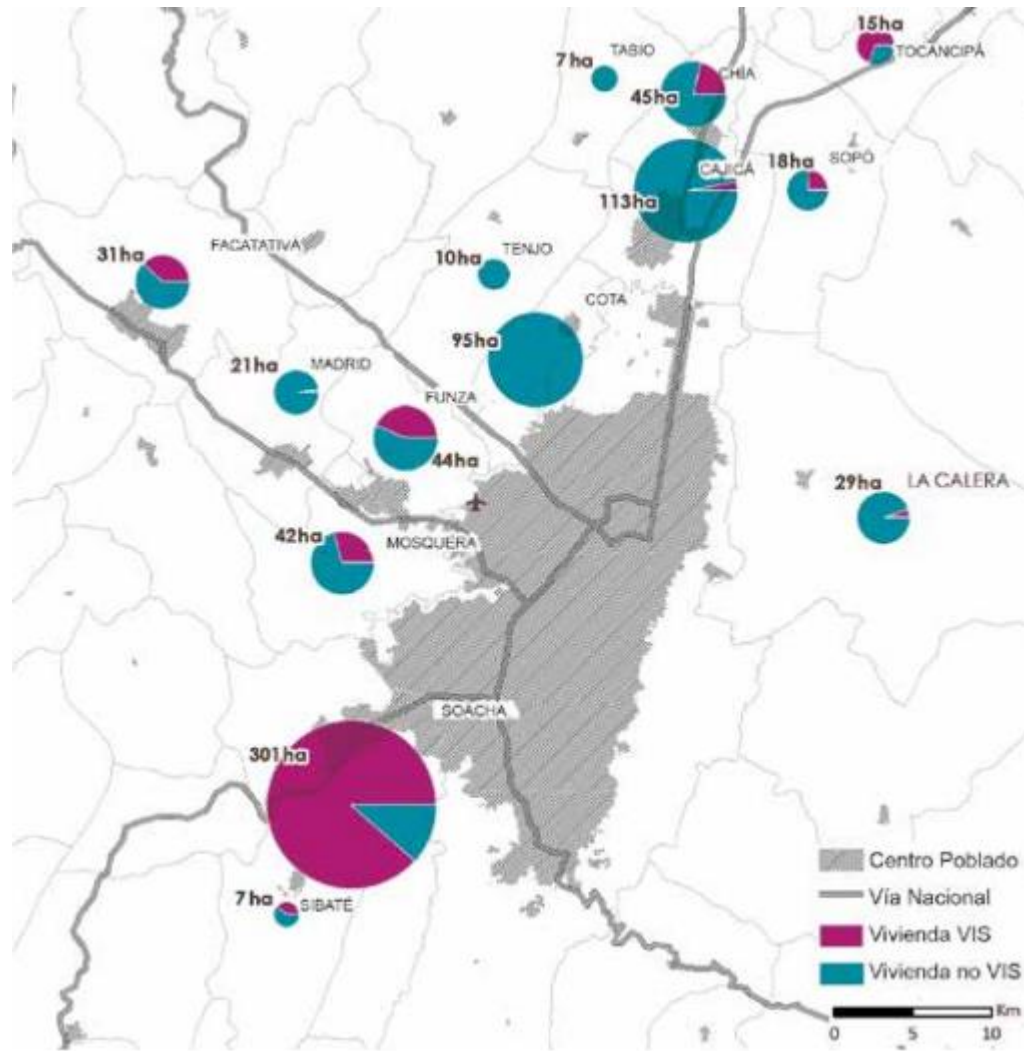 15ha
TOCANCIPÁ
TABIO
7ha
CHÍA
45ha
CAJICÁ
113ha
18ha
SOPÓ
FACATATIVA
31ha
10ha
TENJO
COTA
95ha
21ha
MADRID
FUNZA
44ha
29ha
LA CALERA
42ha
MOSQUERA
SOACHA
301ha
7ha
SIBATÉ
Centro Poblado
Vía Nacional
Vivienda VIS
Vivienda no VIS
Km
0 5 10